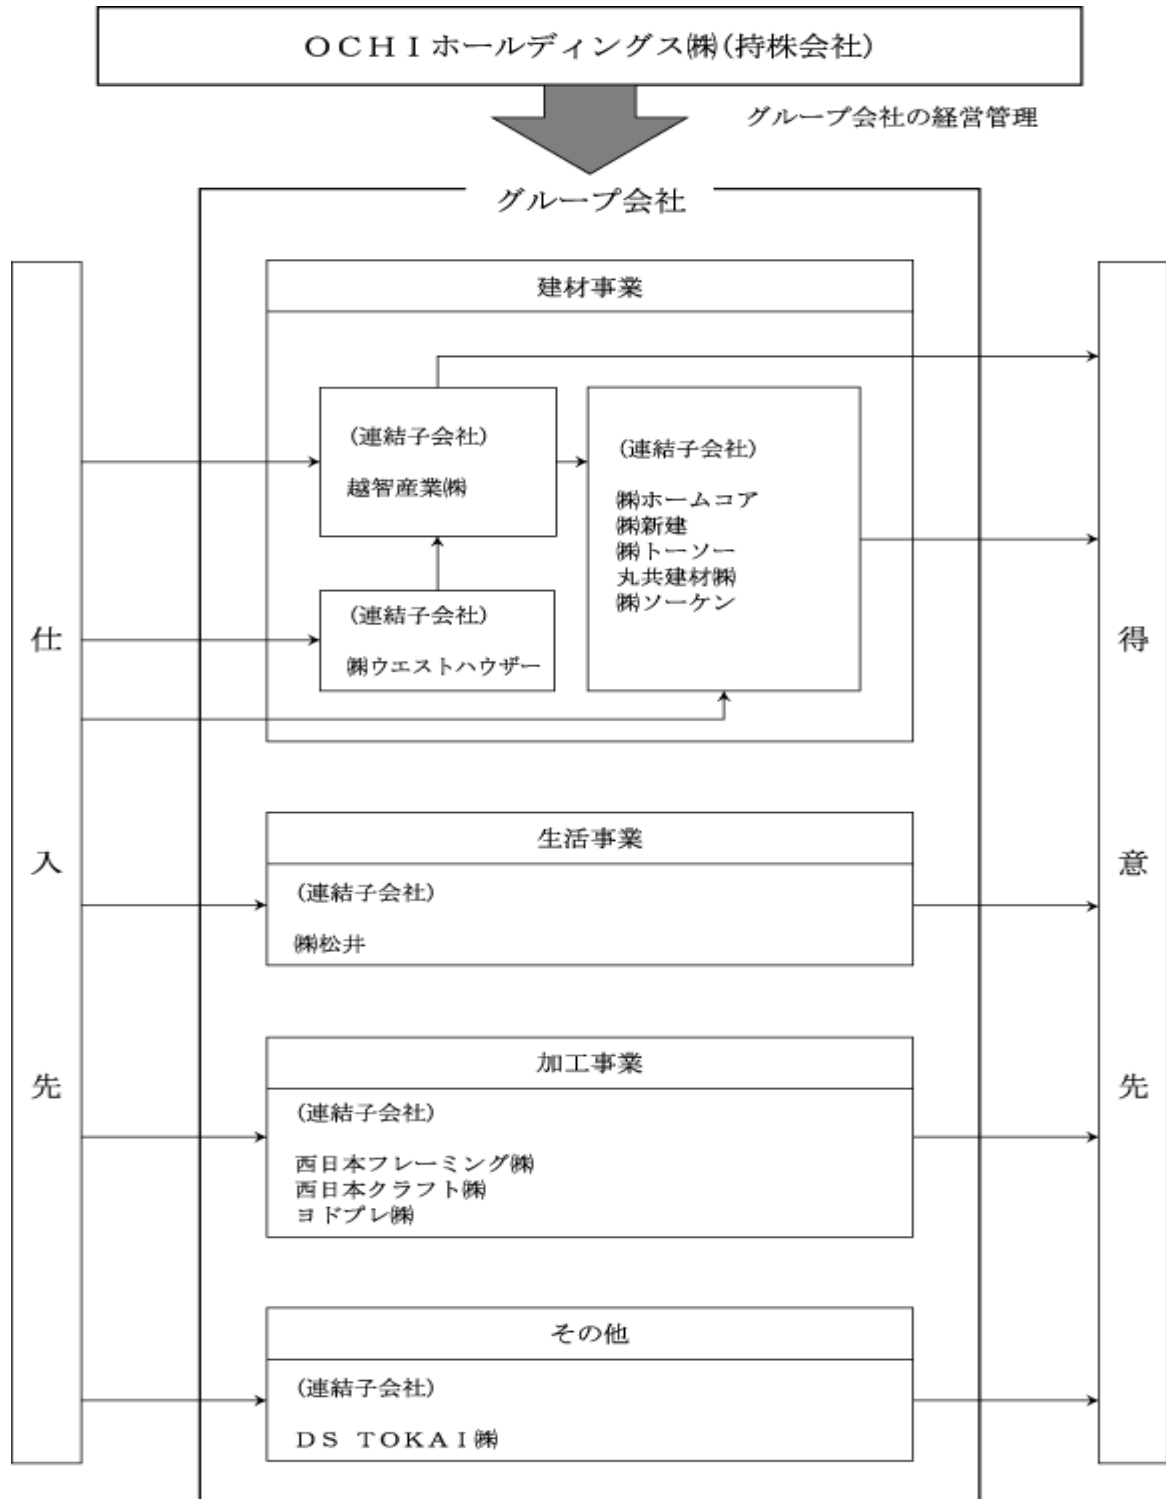 ＯＣＨＩホールディングス㈱(持株会社)
グループ会社の経営管理
グループ会社
仕入先
得意先
建材事業
(連結子会社)
越智産業㈱
(連結子会社)
㈱ウエストハウザー
(連結子会社)
㈱ホームコア
㈱新建
㈱トーソー
丸共建材㈱
㈱ソーケン
生活事業
(連結子会社)
㈱松井
加工事業
(連結子会社)
西日本フレーミング㈱
西日本クラフト㈱
ヨドプレ㈱
その他
(連結子会社)
ＤＳ ＴＯＫＡＩ㈱